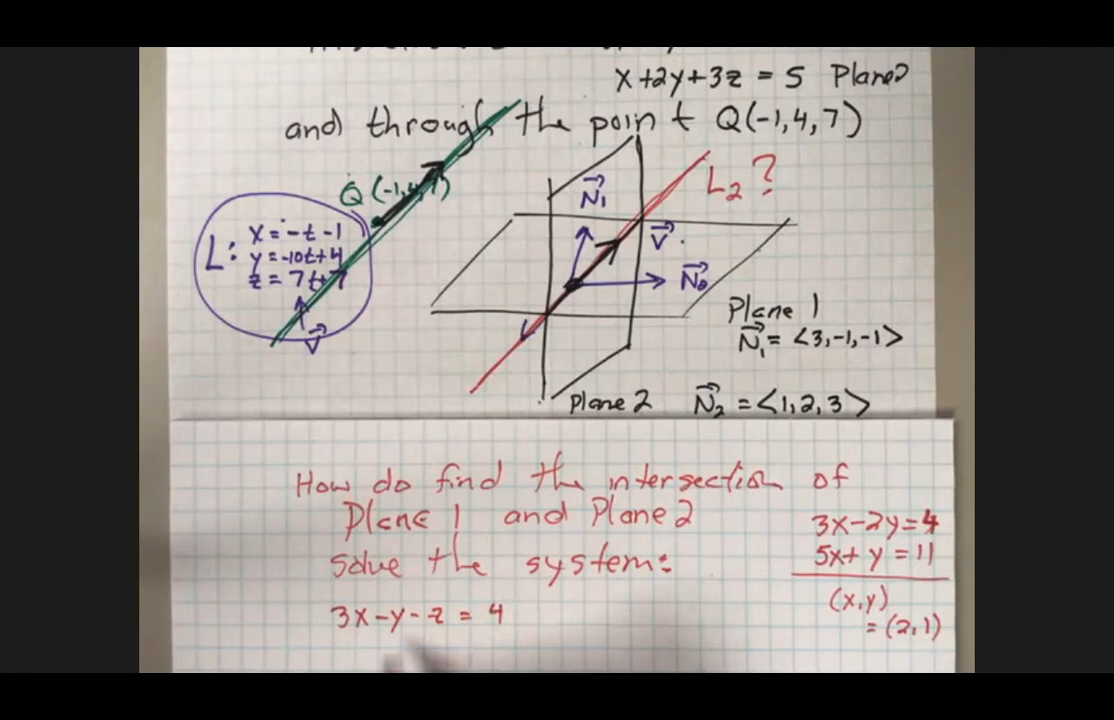 x+2y+3z = 5 Plane2
and through the point Q(-1,4,7)
Q(-1,4,7)
L: x = -t-1
y=-10t+4
z = 7t+7
V
N1
L2?
V
Plane 1
N1 = <3,-1,-1>
Plane 2 N2 = <1,2,3>
How do find the intersection of
Plane 1 and Plane 2
solve the system:
3x-y-z = 4
3x-2y=4
5x+y=11
(x,y)
= (2,1)